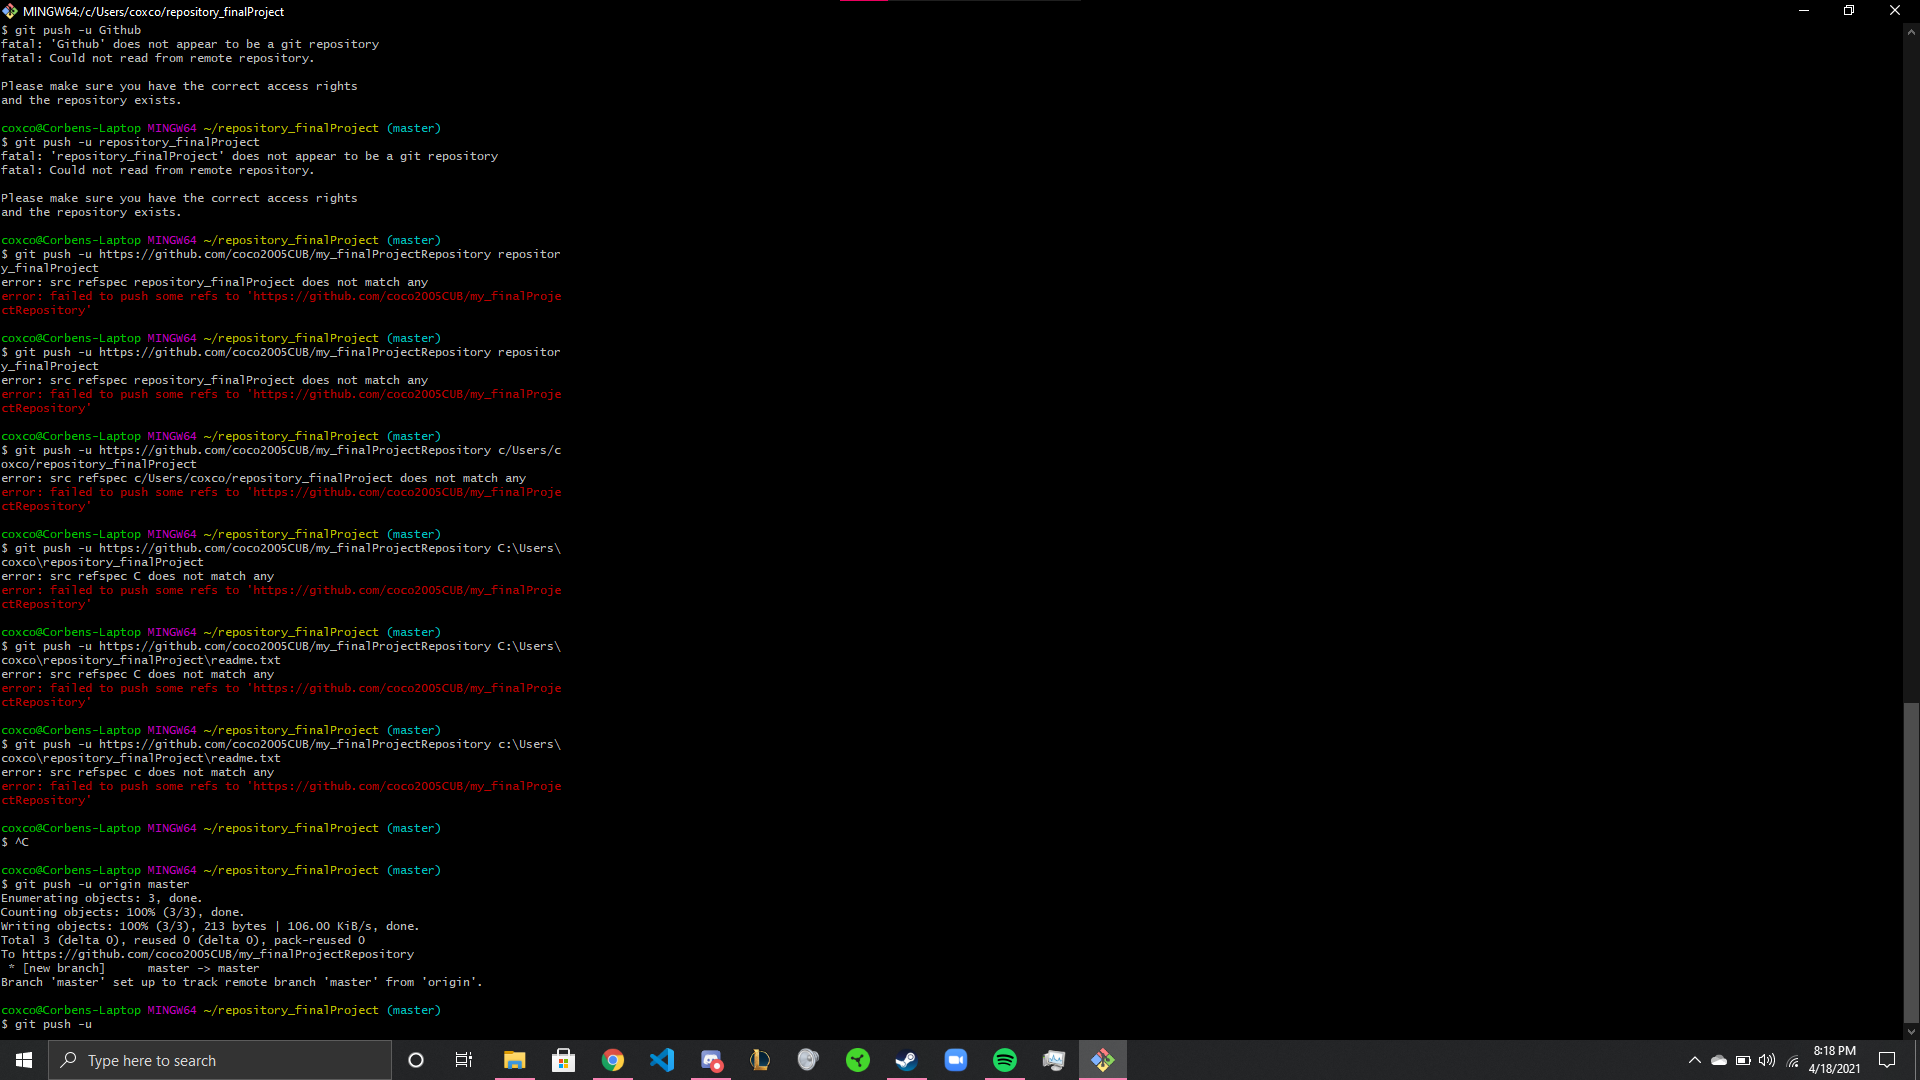 MINGW64:/c/Users/coxco/repository_finalProject
$ git push -u Github
fatal: 'Github' does not appear to be a git repository
fatal: Could not read from remote repository.
Please make sure you have the correct access rights
and the repository exists.
coxco@Corbens-Laptop MINGW64 ~/repository_finalProject (master)
$ git push -u repository_finalProject
fatal: 'repository_finalProject' does not appear to be a git repository
fatal: Could not read from remote repository.
Please make sure you have the correct access rights
and the repository exists.
coxco@Corbens-Laptop MINGW64 ~/repository_finalProject (master)
$ git push -u https://github.com/coco2005CUB/my_finalProjectRepository repositor
y_finalProject
error: src refspec repository_finalProject does not match any
error: failed to push some refs to 'https://github.com/coco2005CUB/my_finalProje
ctRepository'
coxco@Corbens-Laptop MINGW64 ~/repository_finalProject (master)
$ git push -u https://github.com/coco2005CUB/my_finalProjectRepository repositor
y_finalProject
error: src refspec repository_finalProject does not match any
error: failed to push some refs to 'https://github.com/coco2005CUB/my_finalProje
ctRepository'
coxco@Corbens-Laptop MINGW64 ~/repository_finalProject (master)
$ git push -u https://github.com/coco2005CUB/my_finalProjectRepository c/Users/c
oxco/repository_finalProject
error: src refspec c/Users/coxco/repository_finalProject does not match any
error: failed to push some refs to 'https://github.com/coco2005CUB/my_finalProje
ctRepository'
coxco@Corbens-Laptop MINGW64 ~/repository_finalProject (master)
$ git push -u https://github.com/coco2005CUB/my_finalProjectRepository C:\Users\
coxco\repository_finalProject
error: src refspec C does not match any
error: failed to push some refs to 'https://github.com/coco2005CUB/my_finalProje
ctRepository'
coxco@Corbens-Laptop MINGW64 ~/repository_finalProject (master)
$ git push -u https://github.com/coco2005CUB/my_finalProjectRepository C:\Users\
coxco\repository_finalProject\readme.txt
error: src refspec C does not match any
error: failed to push some refs to 'https://github.com/coco2005CUB/my_finalProje
ctRepository'
coxco@Corbens-Laptop MINGW64 ~/repository_finalProject (master)
$ git push -u https://github.com/coco2005CUB/my_finalProjectRepository c:\Users\
coxco\repository_finalProject\readme.txt
error: src refspec c does not match any
error: failed to push some refs to 'https://github.com/coco2005CUB/my_finalProje
ctRepository'
coxco@Corbens-Laptop MINGW64 ~/repository_finalProject (master)
$ ^C
coxco@Corbens-Laptop MINGW64 ~/repository_finalProject (master)
$ git push -u origin master
Enumerating objects: 3, done.
Counting objects: 100% (3/3), done.
Writing objects: 100% (3/3), 213 bytes | 106.00 KiB/s, done.
Total 3 (delta 0), reused 0 (delta 0), pack-reused 0
To https://github.com/coco2005CUB/my_finalProjectRepository
 * [new branch]      master -> master
Branch 'master' set up to track remote branch 'master' from 'origin'.
coxco@Corbens-Laptop MINGW64 ~/repository_finalProject (master)
$ git push -u
Type here to search
8:18 PM
4/18/2021